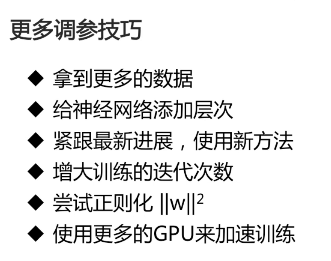 更多调参技巧
◆ 拿到更多的数据
◆ 给神经网络添加层次
◆ 紧跟最新进展，使用新方法
◆ 增大训练的迭代次数
◆ 尝试正则化 ||w||²
◆ 使用更多的GPU来加速训练